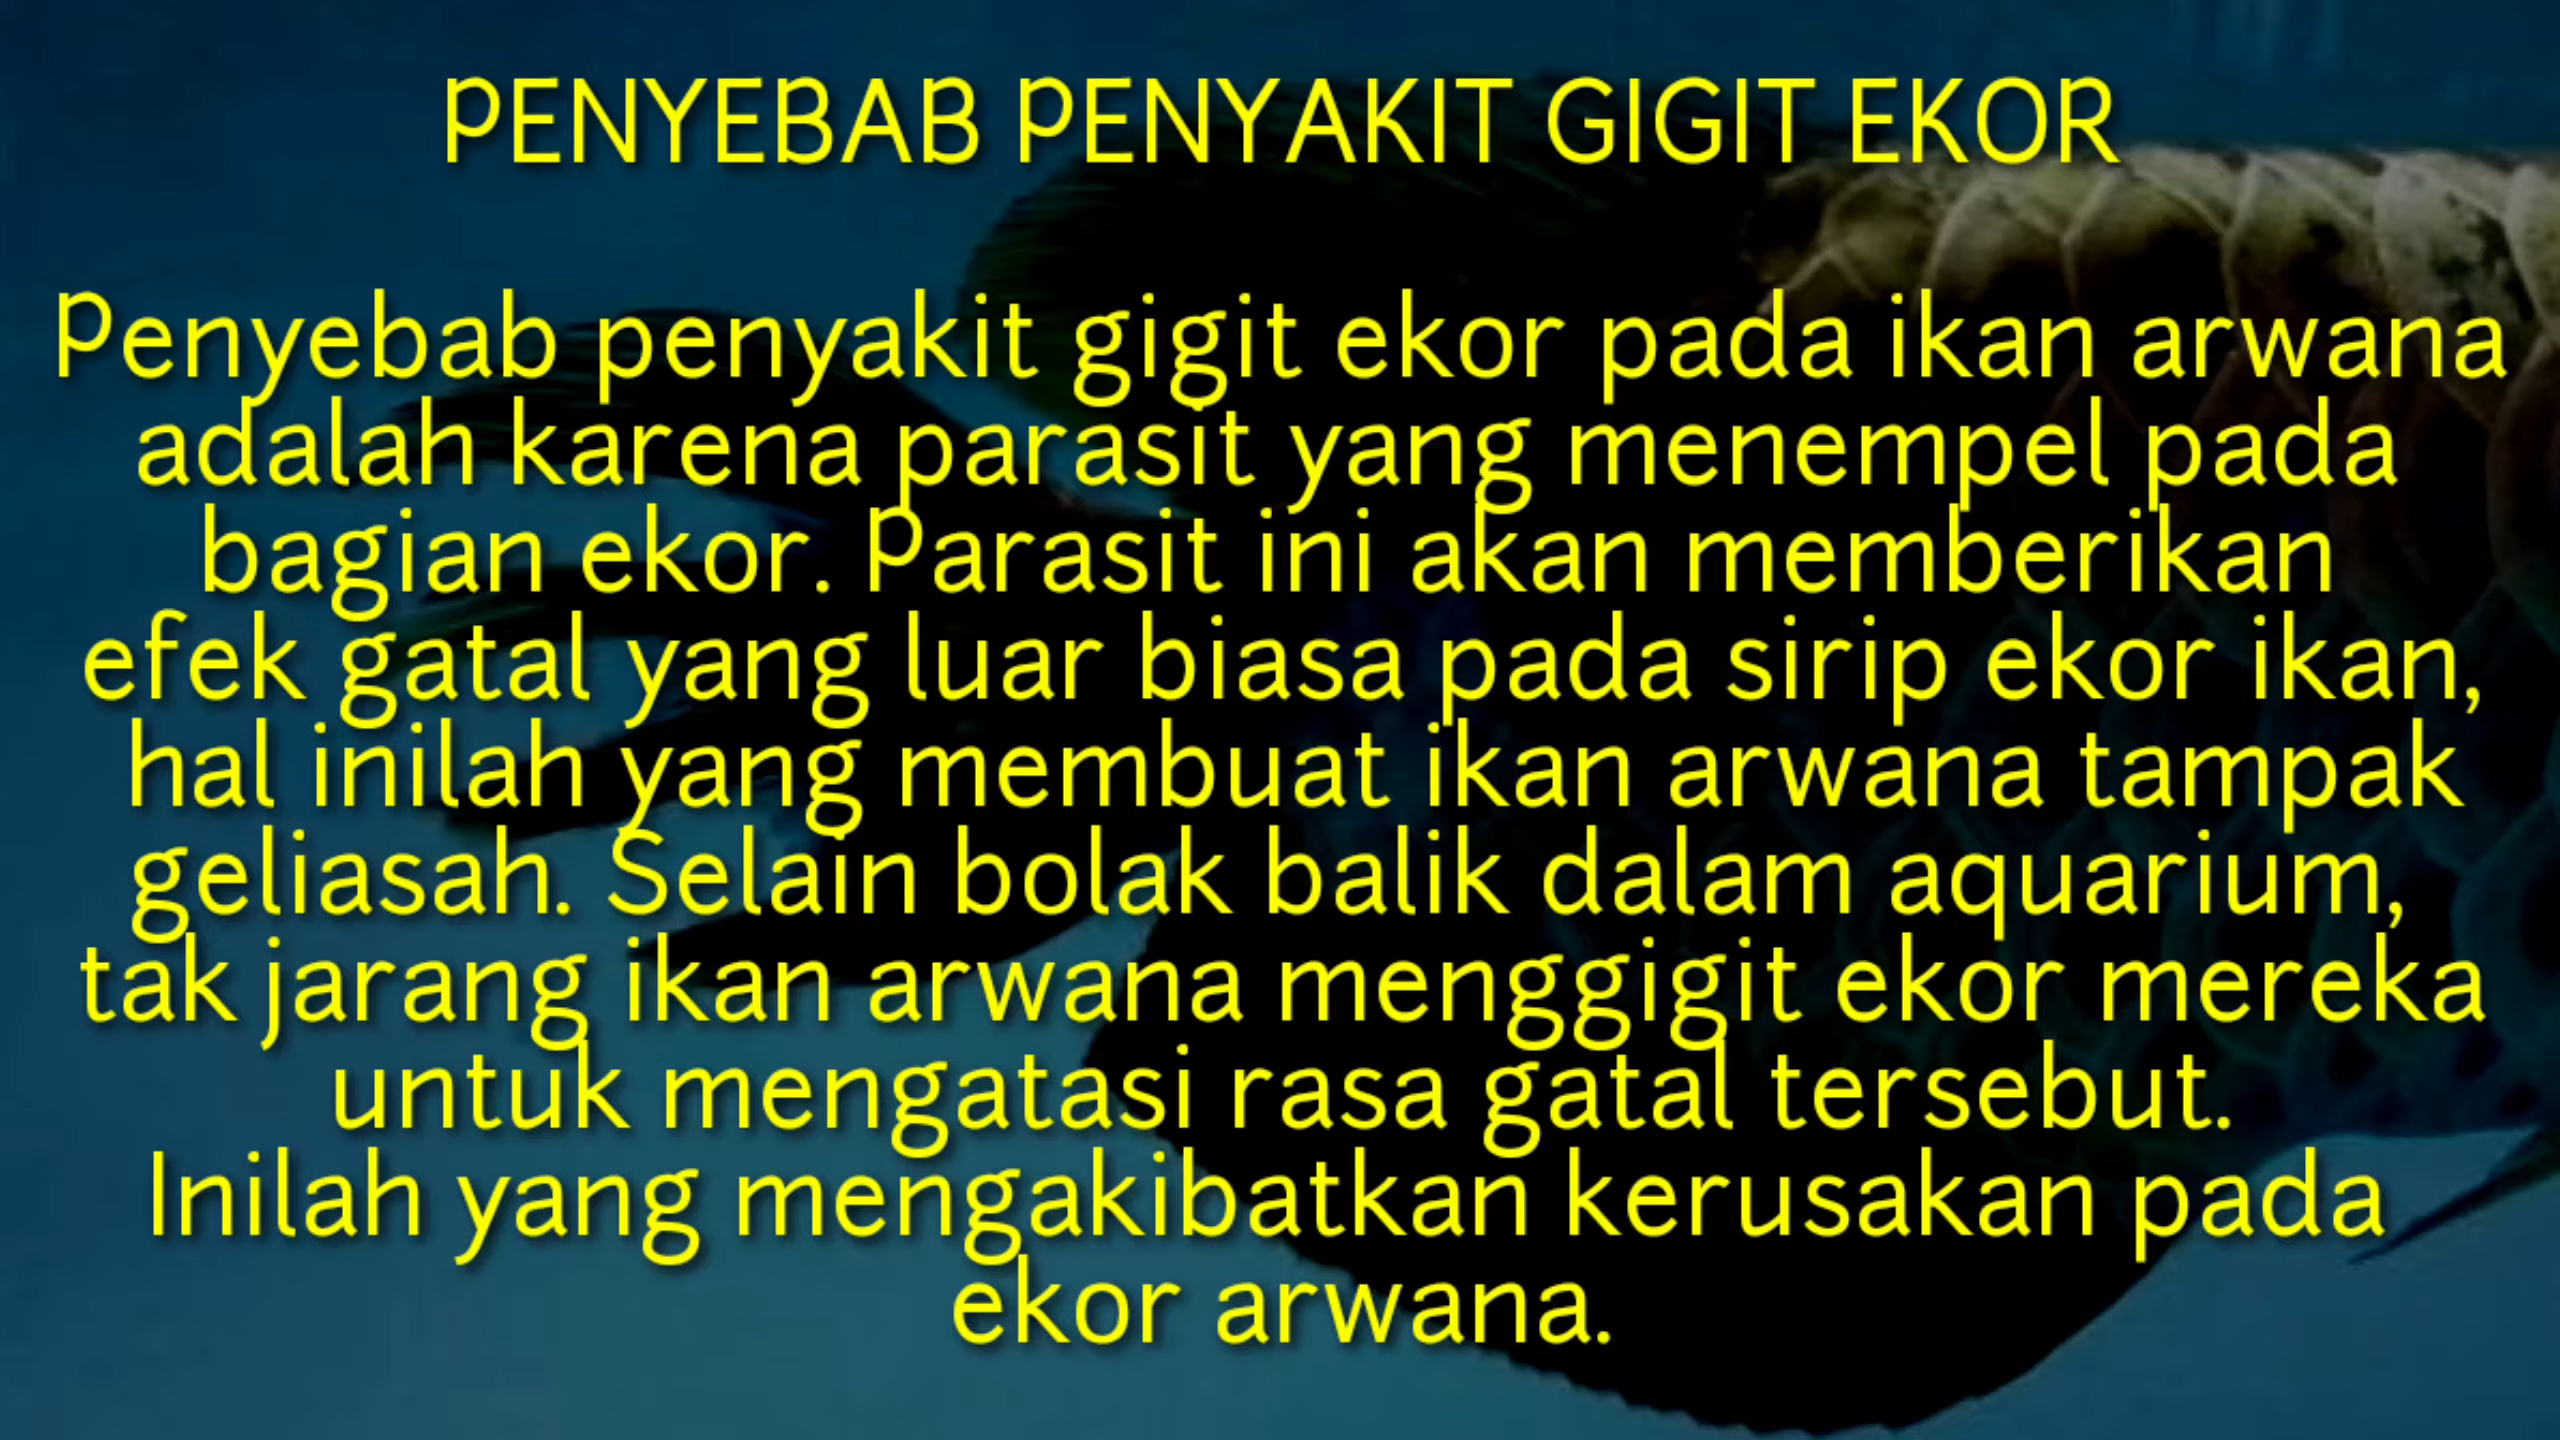 PENYEBAB PENYAKIT GIGIT EKOR
Penyebab penyakit gigit ekor pada ikan arwana
adalah karena parasit yang menempel pada
bagian ekor. Parasit ini akan memberikan
efek gatal yang luar biasa pada sirip ekor ikan,
hal inilah yang membuat ikan arwana tampak
geliasah. Selain bolak balik dalam aquarium,
tak jarang ikan arwana menggigit ekor mereka
untuk mengatasi rasa gatal tersebut.
Inilah yang mengakibatkan kerusakan pada
ekor arwana.